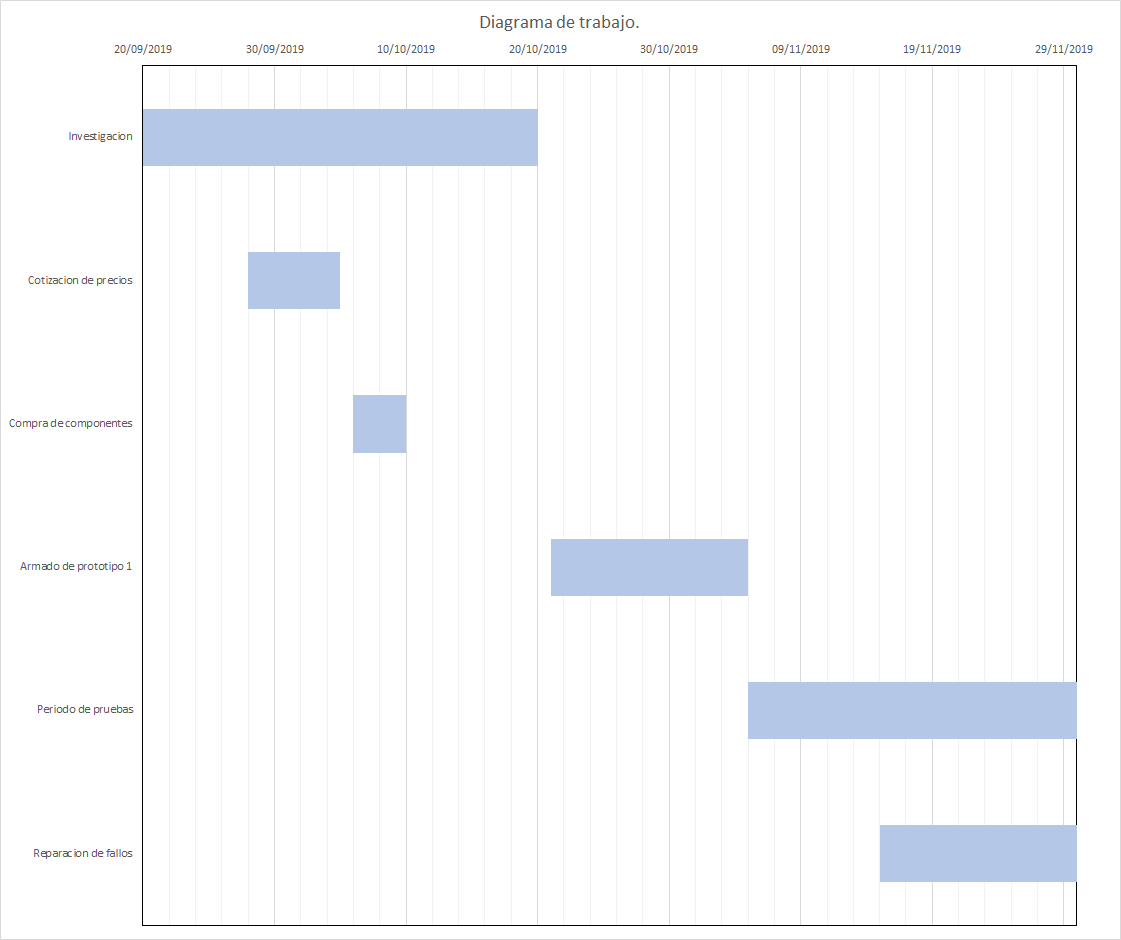 Diagrama de trabajo.
20/09/2019 30/09/2019 10/10/2019 20/10/2019 30/10/2019 09/11/2019 19/11/2019 29/11/2019
Investigacion
Cotizacion de precios
Compra de componentes
Armado de prototipo 1
Periodo de pruebas
Reparacion de fallos